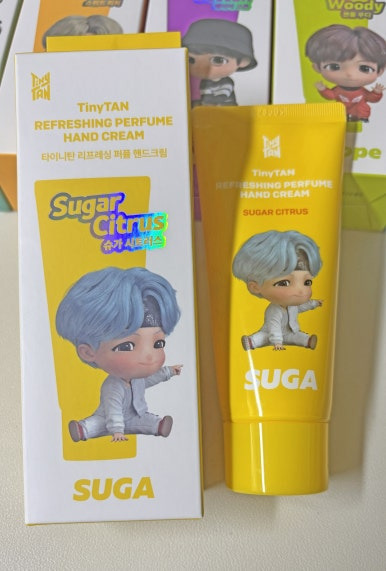 Woody
TinyTAN
TinyTAN
REFRESHING PERFUME
HAND CREAM
타이니탄 리프레싱 퍼퓸 핸드크림
Sugar
Citrus
슈가 시트러스
SUGA
TinyTAN
REFRESHING PERFUME
HAND CREAM
SUGAR CITRUS
SUGA